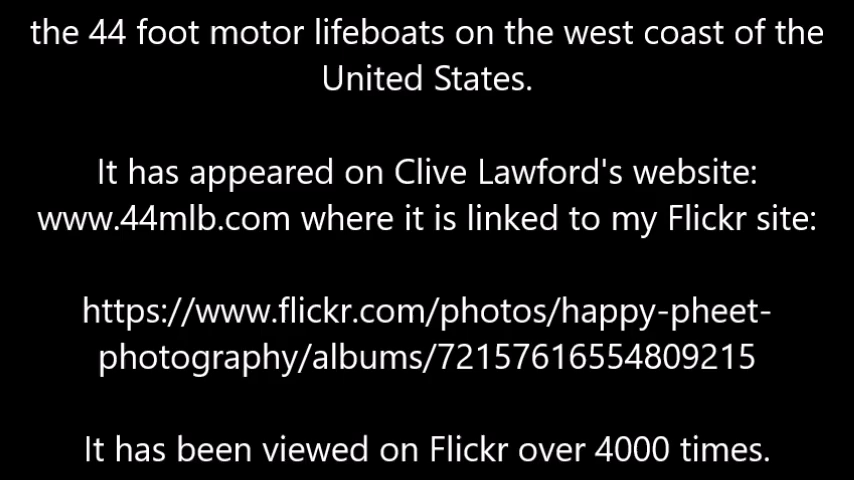 the 44 foot motor lifeboats on the west coast of the
United States.
It has appeared on Clive Lawford's website:
www.44mlb.com where it is linked to my Flickr site:
https://www.flickr.com/photos/happy-pheet-
photography/albums/72157616554809215
It has been viewed on Flickr over 4000 times.